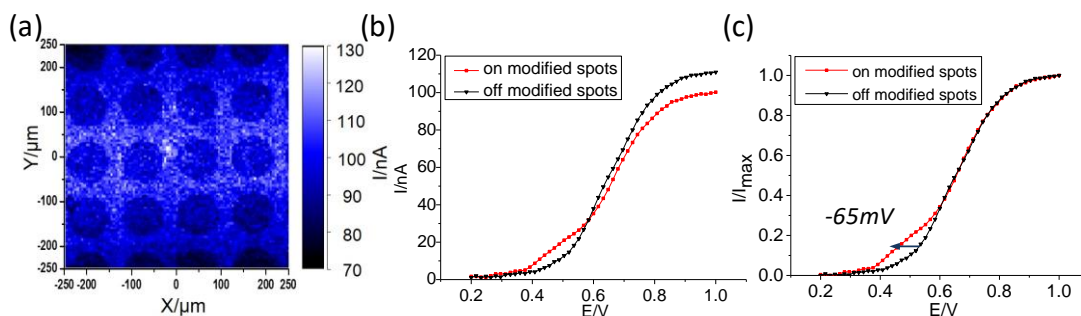 (a)
250
200
100
0
-100
-200
-250
Y/µm
-250
-200
-100
0
100
200
250
X/µm
130
120
110
100
90
80
70
I/nA
(b)
120
100
80
60
40
20
0
I/nA
on modified spots
off modified spots
0.2
0.4
0.6
0.8
1.0
E/V
(c)
1.0
0.8
0.6
0.4
0.2
0.0
I/Imax
on modified spots
off modified spots
-65mV
0.2
0.4
0.6
0.8
1.0
E/V